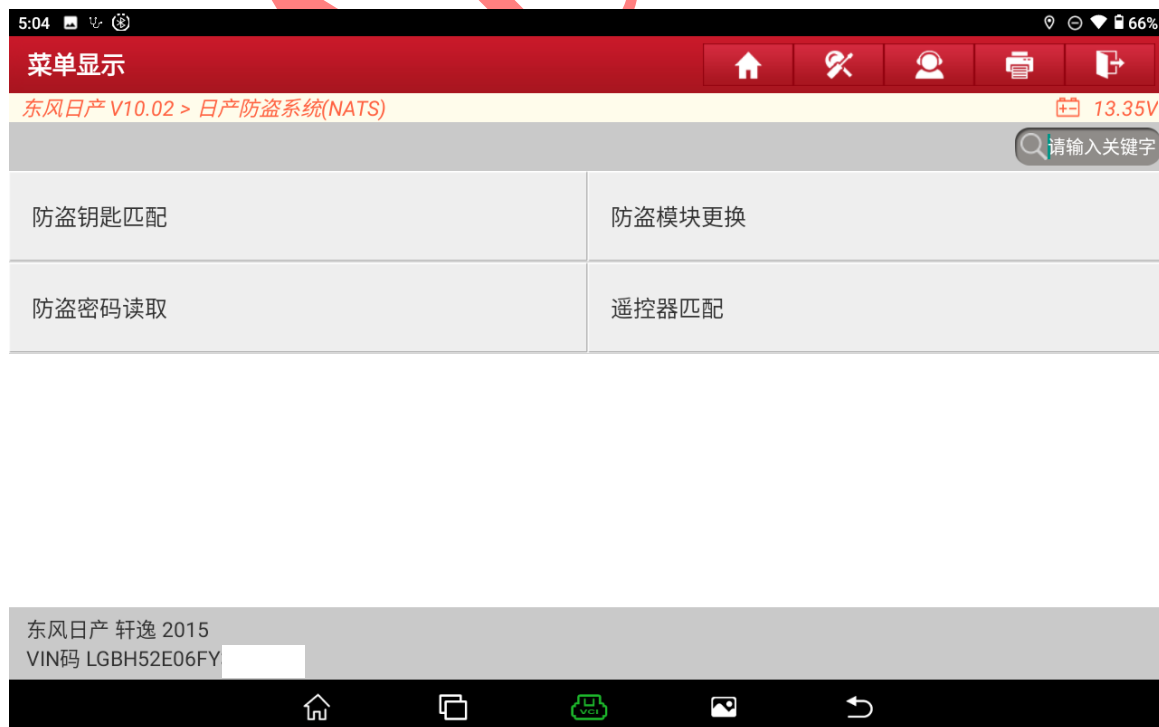 5:04
66%
菜单显示
东风日产 V10.02 > 日产防盗系统(NATS)
13.35V
请输入关键字
防盗钥匙匹配
防盗模块更换
防盗密码读取
遥控器匹配
东风日产 轩逸 2015
VIN码 LGBH52E06FY
VCI